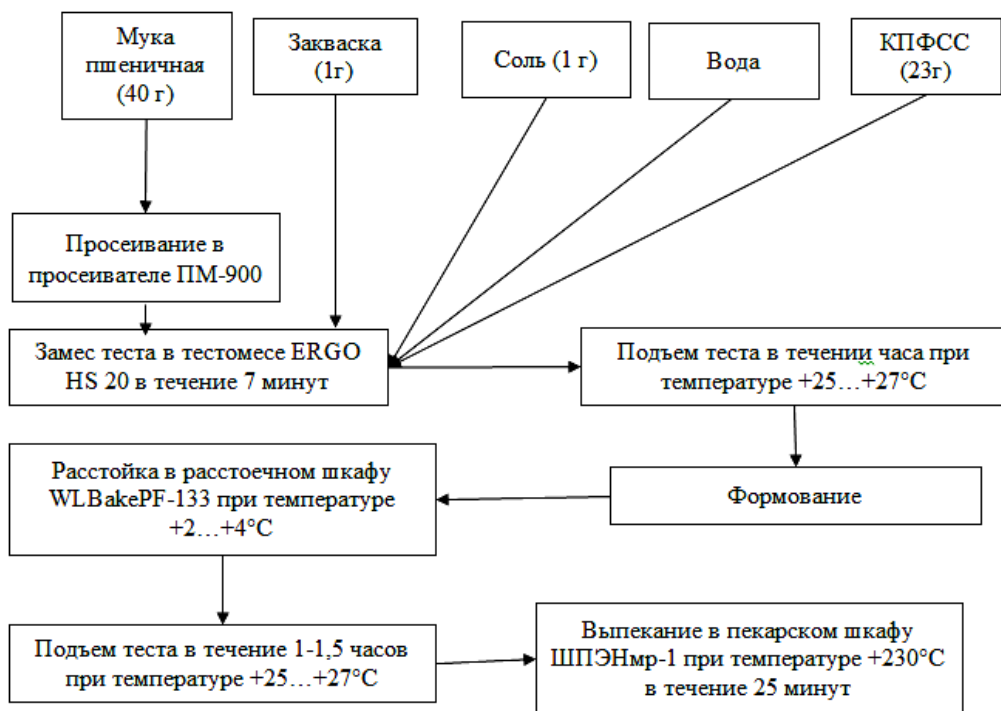 Мука
пшеничная
(40 г)
Закваска
(1г)
Соль (1 г)
Вода
КПФСС
(23г)
Просеивание в
просеивателе ПМ-900
Замес теста в тестомесе ERGO
HS 20 в течение 7 минут
Подъем теста в течении часа при
температуре +25…+27°С
Расстойка в расстоечном шкафу
WLBakePF-133 при температуре
+2…+4°С
Формование
Подъем теста в течение 1-1,5 часов
при температуре +25…+27°С
Выпекание в пекарском шкафу
ШПЭНмр-1 при температуре +230°С
в течение 25 минут